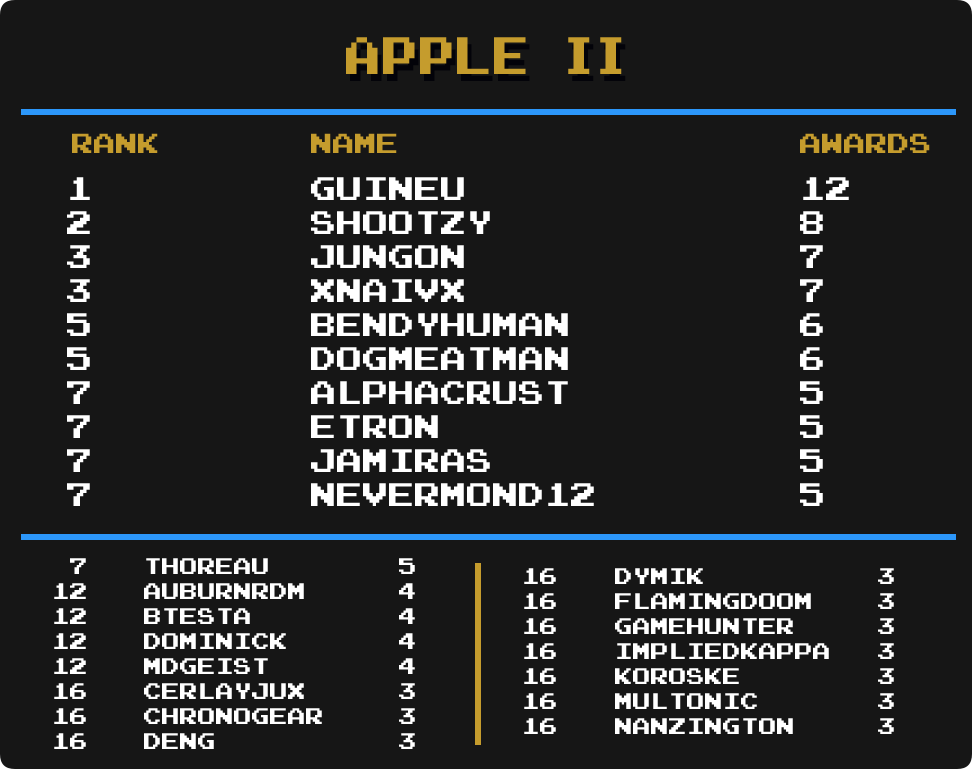 APPLE II
RANK NAME AWARDS
1 GUINEU 12
2 SHOOTZY 8
3 JUNGON 7
3 XNAIVX 7
5 BENDYHUMAN 6
5 DOGMEATMAN 6
7 ALPHACRUST 5
7 ETRON 5
7 JAMIRAS 5
7 NEVERMOND12 5
7 THOREAU 5
12 AUBURNRDM 4
12 BTESTA 4
12 DOMINICK 4
12 MDGEIST 4
16 CERLAYJUX 3
16 CHRONOGEAR 3
16 DENG 3
16 DYMIK 3
16 FLAMINGDOOM 3
16 GAMEHUNTER 3
16 IMPLIEDKAPPA 3
16 KOROSKE 3
16 MULTONIC 3
16 NANZINGTON 3